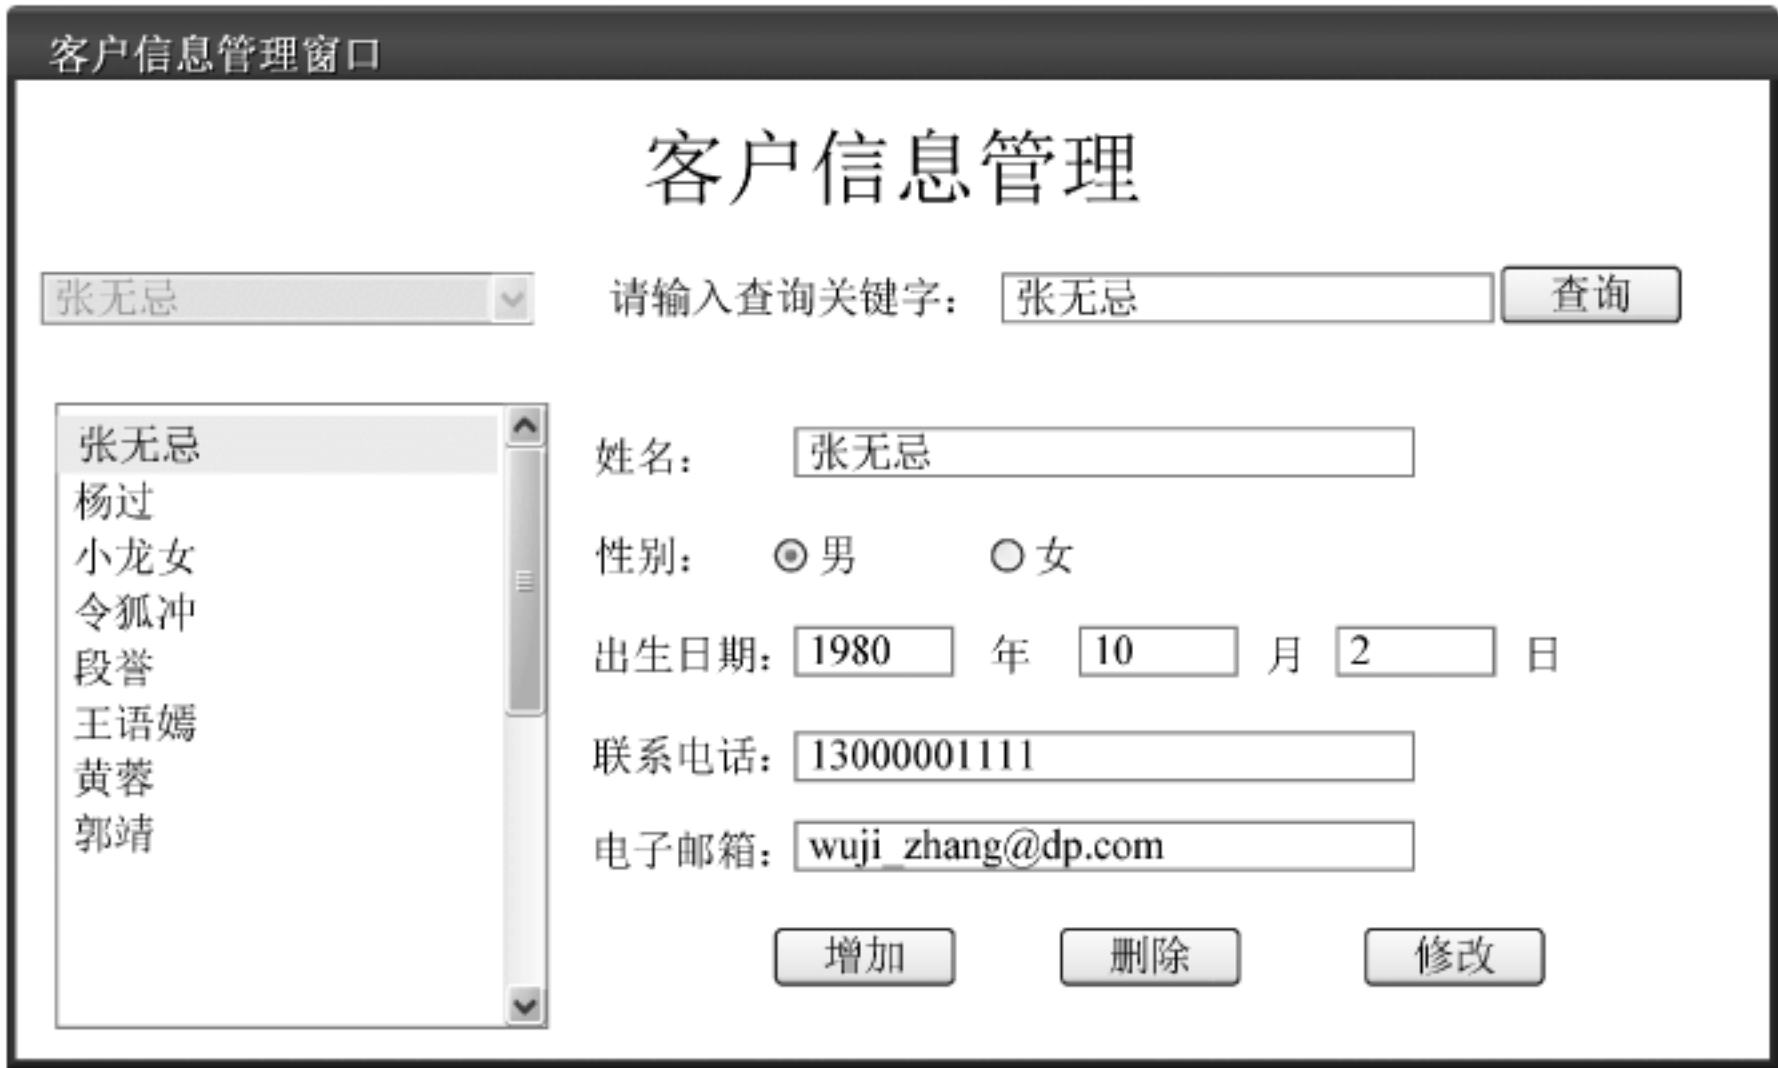 客户信息管理窗口
客户信息管理
张无忌 请输入查询关键字： 张无忌 查询
张无忌
杨过
小龙女
令狐冲
段誉
王语嫣
黄蓉
郭靖
姓名： 张无忌
性别： 男 女
出生日期： 1980 年 10 月 2 日
联系电话： 13000001111
电子邮箱： wuji_zhang@dp.com
增加 删除 修改